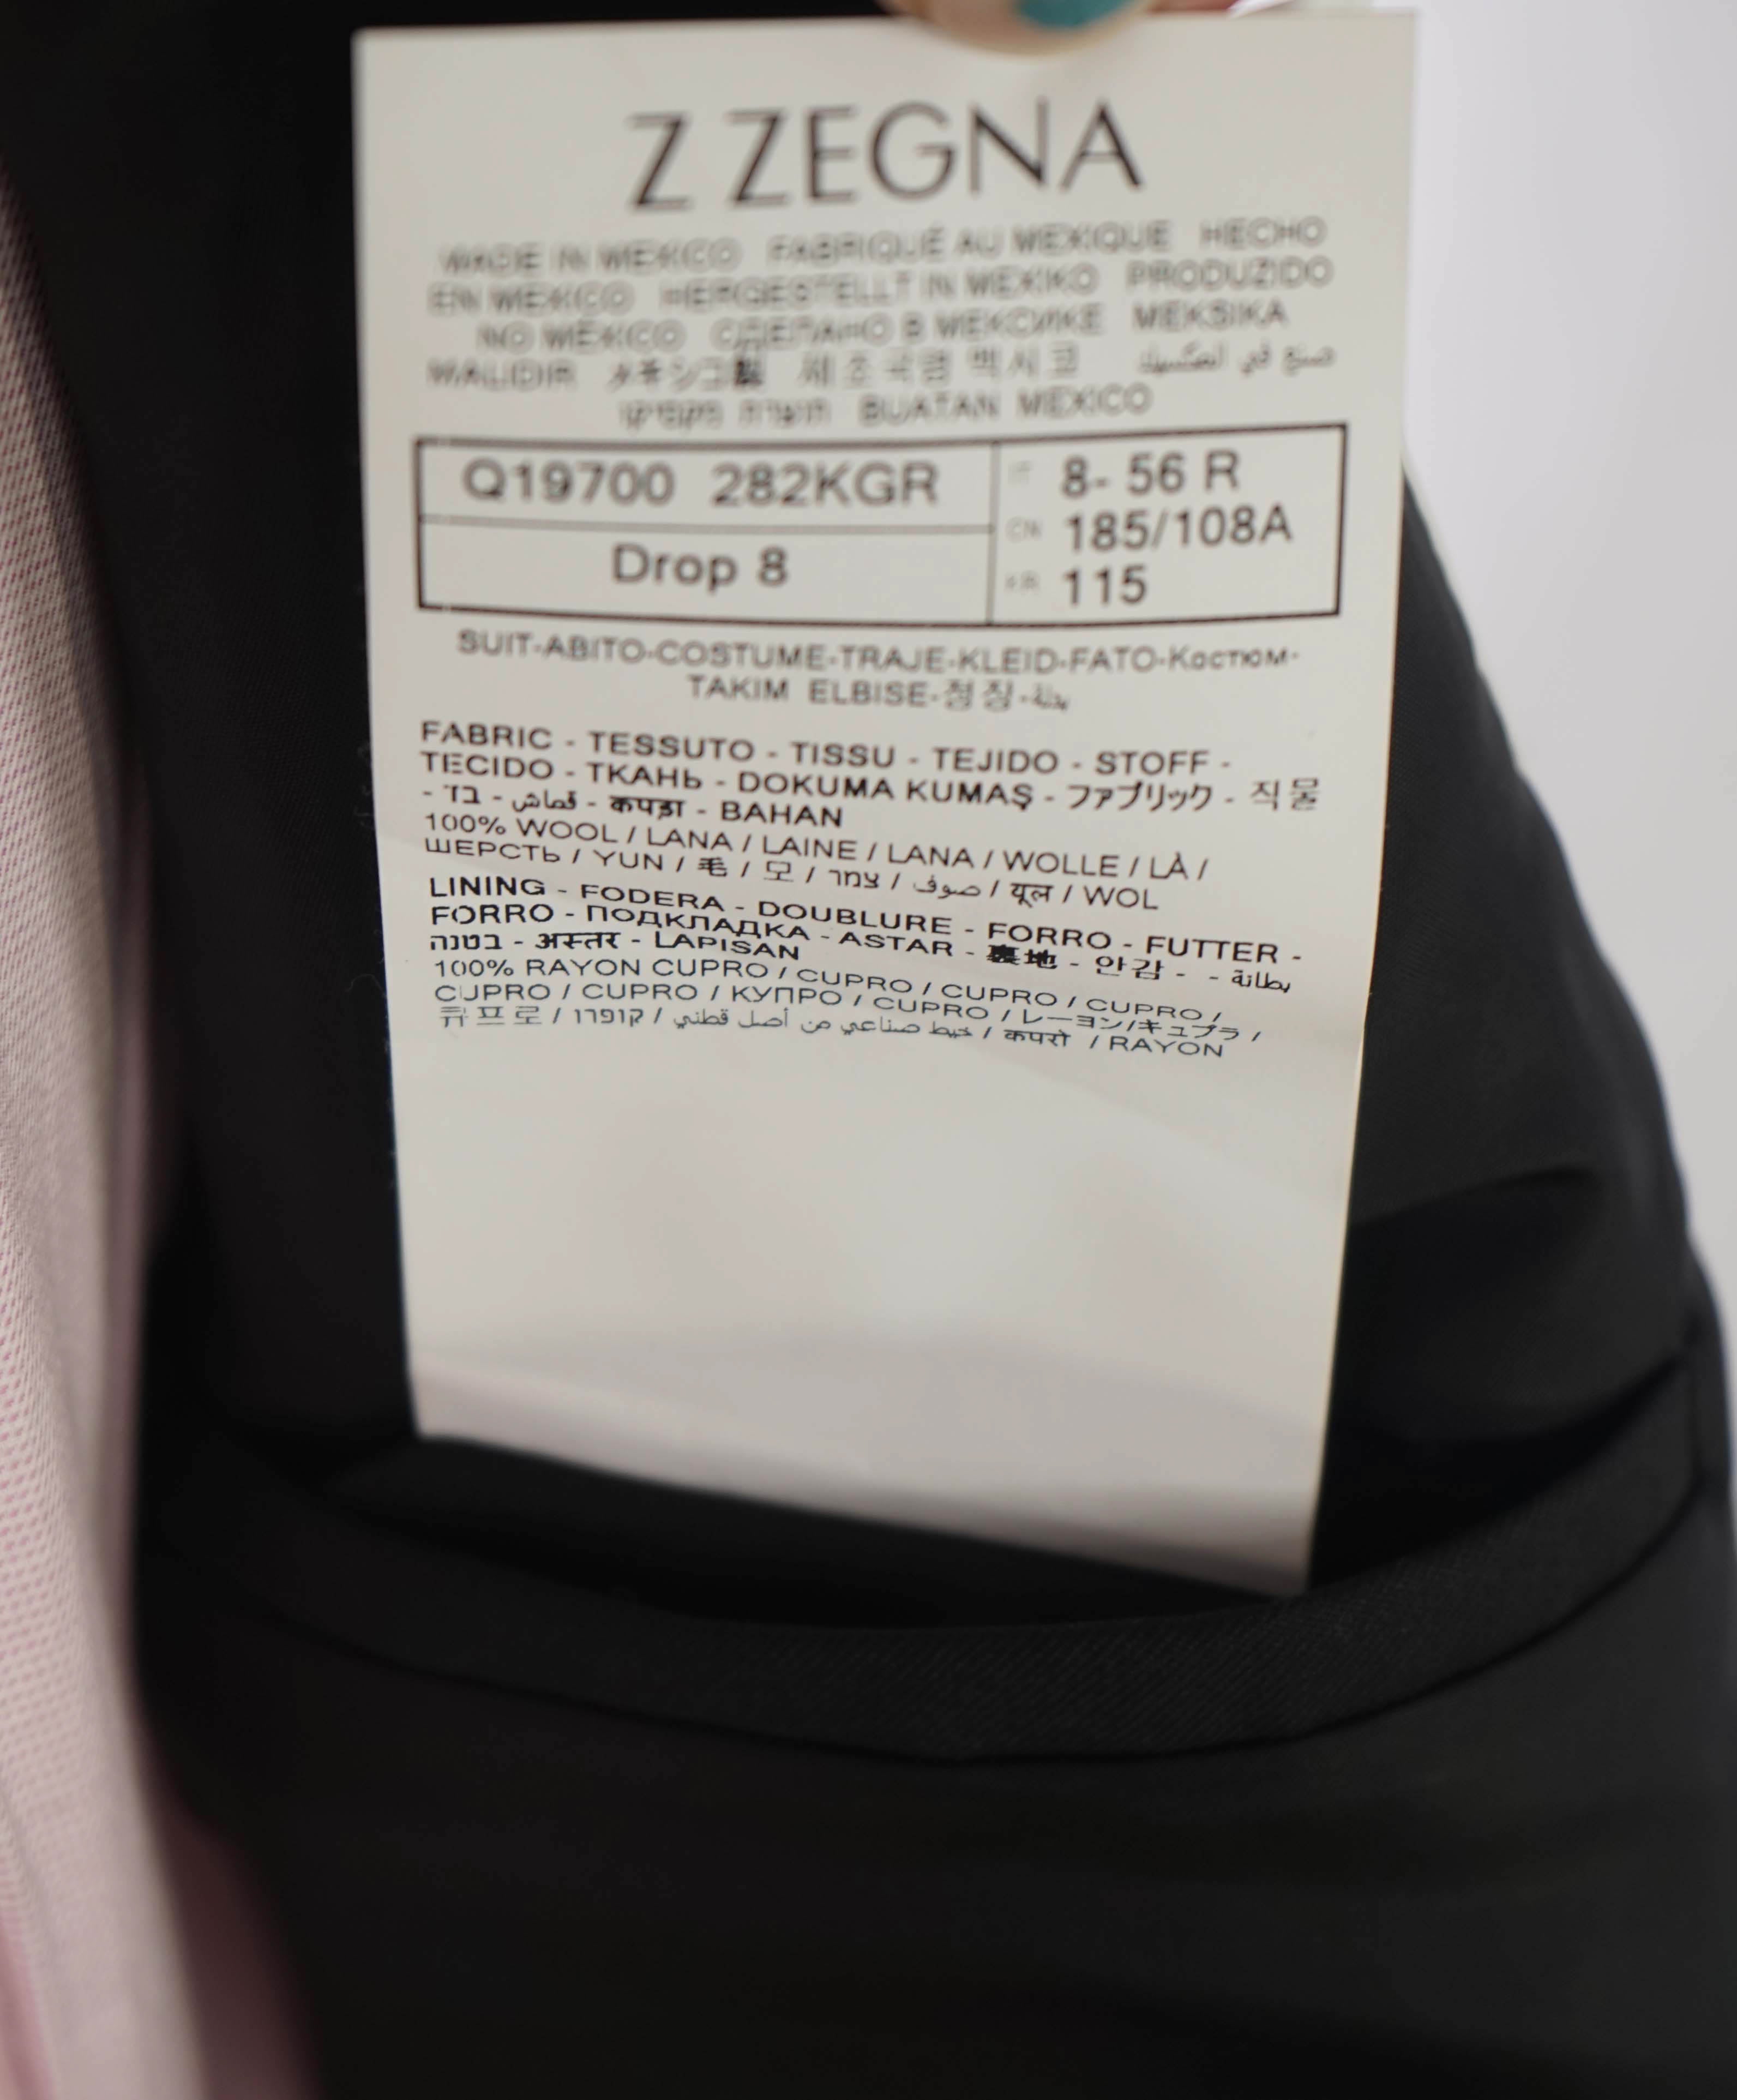 Z ZEGNA
MADE IN MEXICO FABRIQUÉ AU MEXIQUE HECHO
EN MEXICO HERGESTELLT IN MEXIKO PRODUZIDO
NO MÉXICO СДЕЛАНО В МЕКСИКЕ MEKSIKA
MALIDIR メキシコ製 제조국명 멕시코 صنع في المكسيك
תוצרת מקסיקו BUATAN MEXICO
Q19700 282KGR
Drop 8
IT 8- 56 R
CN 185/108A
KR 115
SUIT-ABITO-COSTUME-TRAJE-KLEID-FATO-Костюм-
TAKIM ELBISE-정장-بدلة
FABRIC - TESSUTO - TISSU - TEJIDO - STOFF -
TECIDO - ТКАНЬ - DOKUMA KUMAŞ - ファブリック - 직물
- בד - قماش - कपड़ा - BAHAN
100% WOOL / LANA / LAINE / LANA / WOLLE / LÀ /
ШЕРСТЬ / YUN / 毛 / 모 / צמר / صوف / यूल / WOL
LINING - FODERA - DOUBLURE - FORRO - FUTTER -
FORRO - ПОДКЛАДКА - ASTAR - 裏地 - 안감 - - بطانة
בטנה - अस्तर - LAPISAN
100% RAYON CUPRO / CUPRO / CUPRO / CUPRO /
CUPRO / CUPRO / КУПРО / CUPRO / レーヨン/キュプラ /
큐프로 / קופרו / خيط صناعي من أصل قطني / कपरो / RAYON